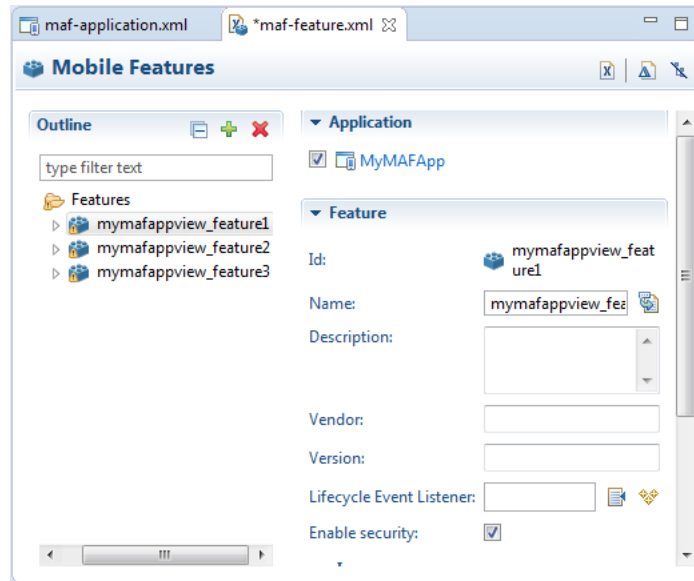 maf-application.xml
*maf-feature.xml
Mobile Features
Outline
type filter text
Features
mymafappview_feature1
mymafappview_feature2
mymafappview_feature3
Application
MyMAFApp
Feature
Id:
mymafappview_feat
ure1
Name:
mymafappview_fea
Description:
Vendor:
Version:
Lifecycle Event Listener:
Enable security: